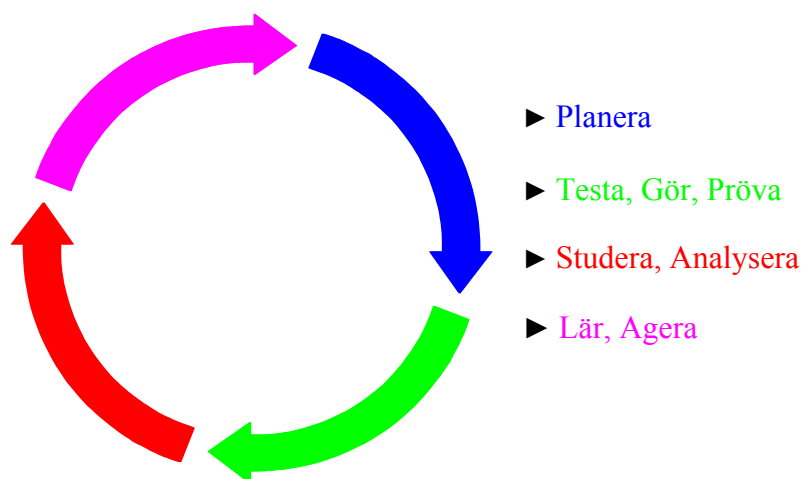 ► Planera
► Testa, Gör, Pröva
► Studera, Analysera
► Lär, Agera